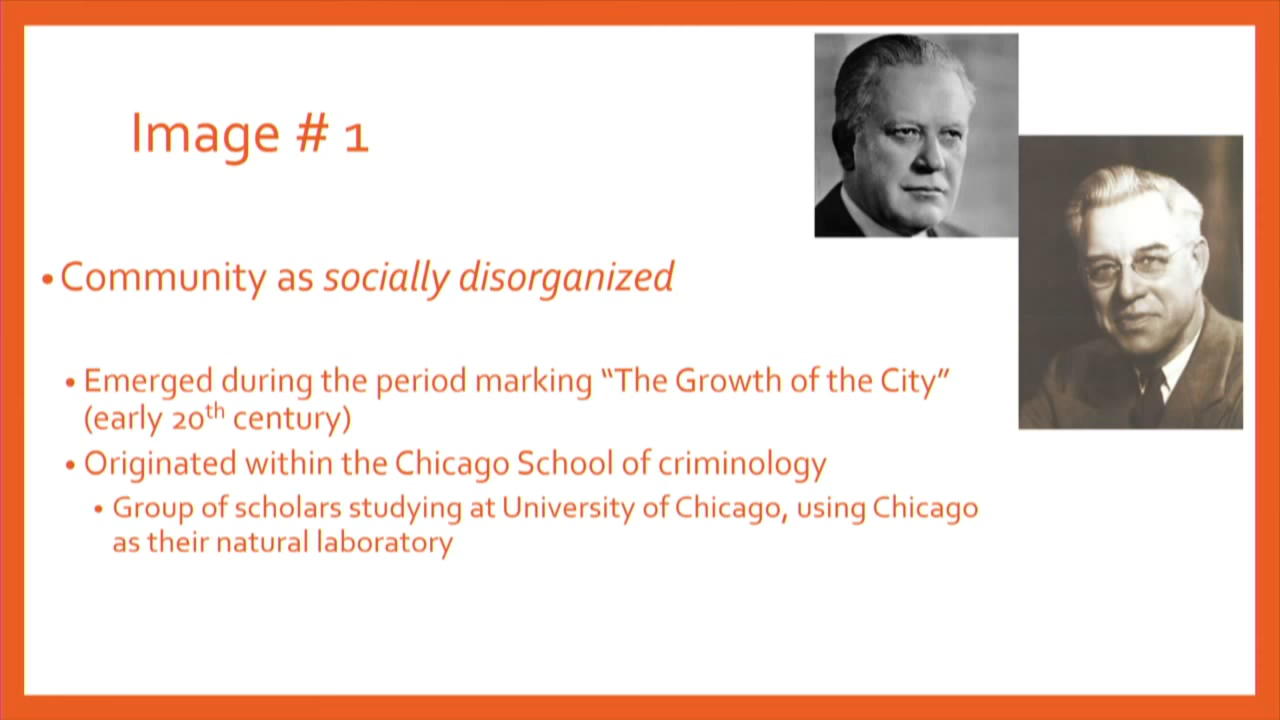 Image # 1
• Community as socially disorganized
• Emerged during the period marking “The Growth of the City”
(early 20th century)
• Originated within the Chicago School of criminology
• Group of scholars studying at University of Chicago, using Chicago
as their natural laboratory